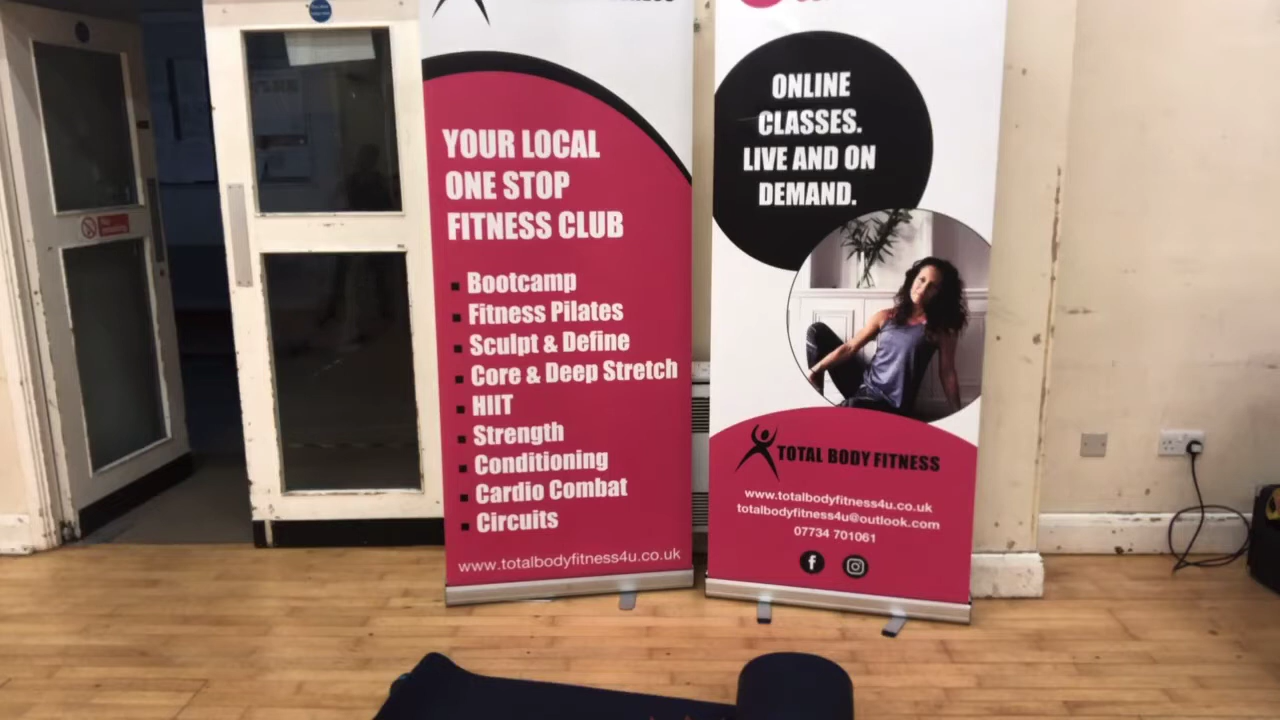 FITNESS
YOUR LOCAL
ONE STOP
FITNESS CLUB
Bootcamp
Fitness Pilates
Sculpt & Define
Core & Deep Stretch
HIIT
Strength
Conditioning
Cardio Combat
Circuits
www.totalbodyfitness4u.co.uk
ONLINE
CLASSES.
LIVE AND ON
DEMAND.
TOTAL BODY FITNESS
www.totalbodyfitness4u.co.uk
totalbodyfitness4u@outlook.com
07734 701061